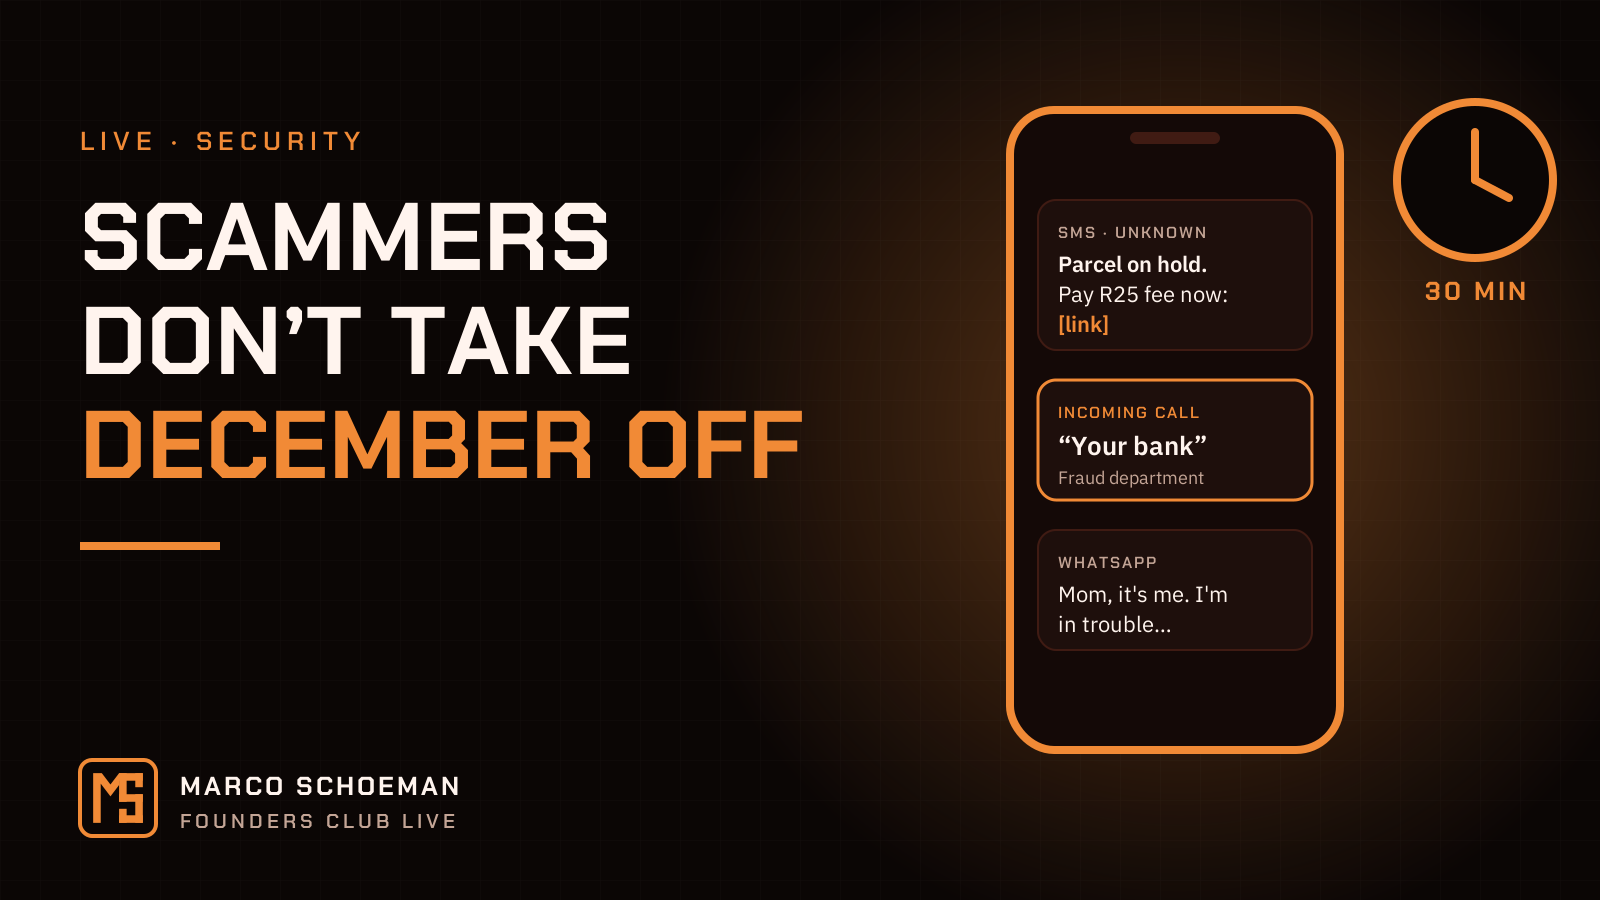 LIVE · SECURITY
SCAMMERS
DON’T TAKE
DECEMBER OFF
SMS · UNKNOWN
Parcel on hold.
Pay R25 fee now:
[link]
INCOMING CALL
“Your bank”
Fraud department
WHATSAPP
Mom, it's me. I'm
in trouble...
30 MIN
MS
MARCO SCHOEMAN
FOUNDERS CLUB LIVE